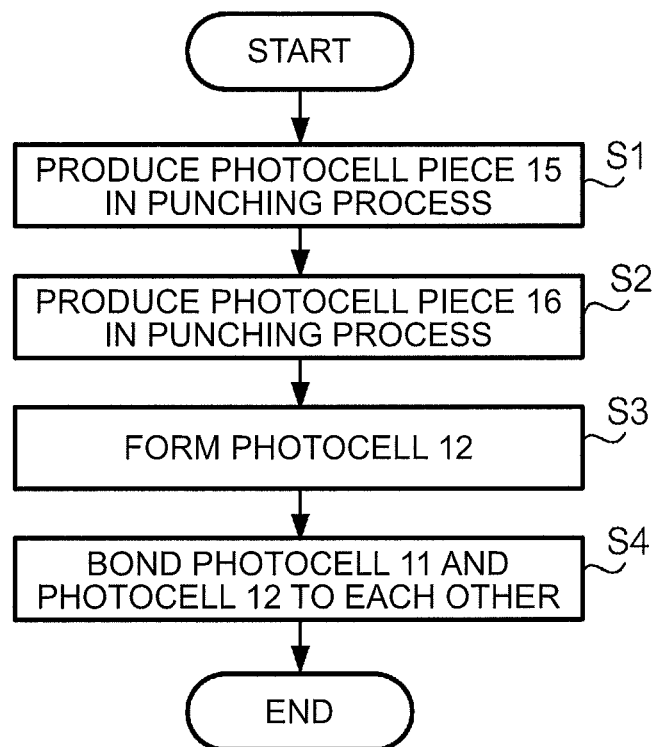 START
PRODUCE PHOTOCELL PIECE 15
IN PUNCHING PROCESS
S1
PRODUCE PHOTOCELL PIECE 16
IN PUNCHING PROCESS
S2
FORM PHOTOCELL 12
S3
BOND PHOTOCELL 11 AND
PHOTOCELL 12 TO EACH OTHER
S4
END